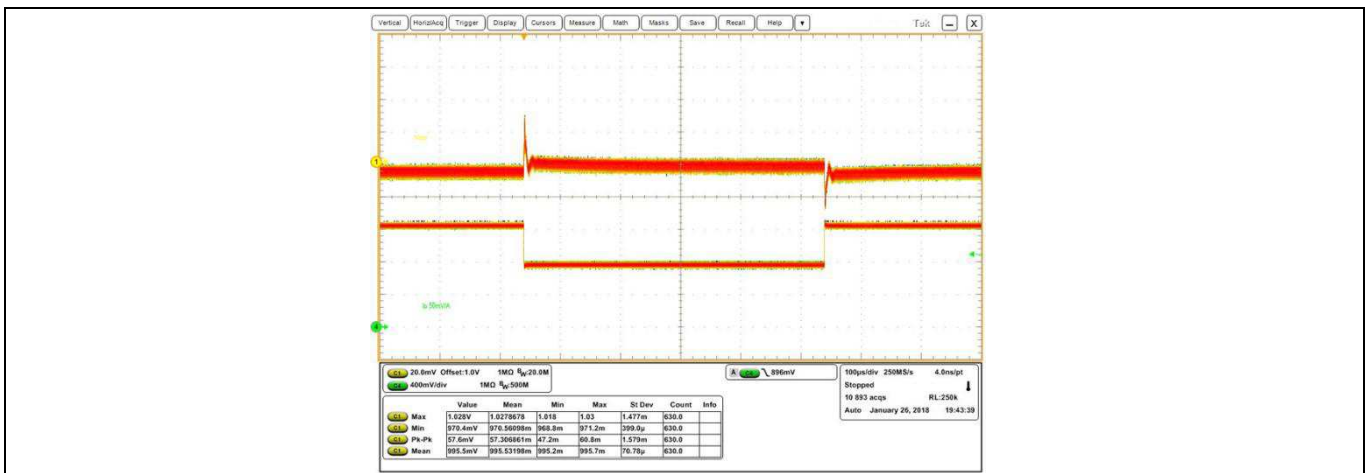 Vertical Horiz/Acq Trigger Display Cursors Measure Math Masks Save Recall Help Tek X
1
Io 50mV/A
4
C1 20.0mV Offset:1.0V 1MΩ BW:20.0M
C4 400mV/div 1MΩ BW:500M
A C4 896mV
100µs/div 250MS/s 4.0ns/pt
Stopped
10 893 acqs RL:250k
Auto January 26, 2018 19:43:39
Value Mean Min Max St Dev Count Info
C1 Max 1.028V 1.0278678 1.018 1.03 1.477m 630.0
C1 Min 970.4mV 970.56098m 968.8m 971.2m 399.0µ 630.0
C1 Pk-Pk 57.6mV 57.306861m 47.2m 60.8m 1.579m 630.0
C1 Mean 995.5mV 995.53198m 995.2m 995.7m 70.78µ 630.0